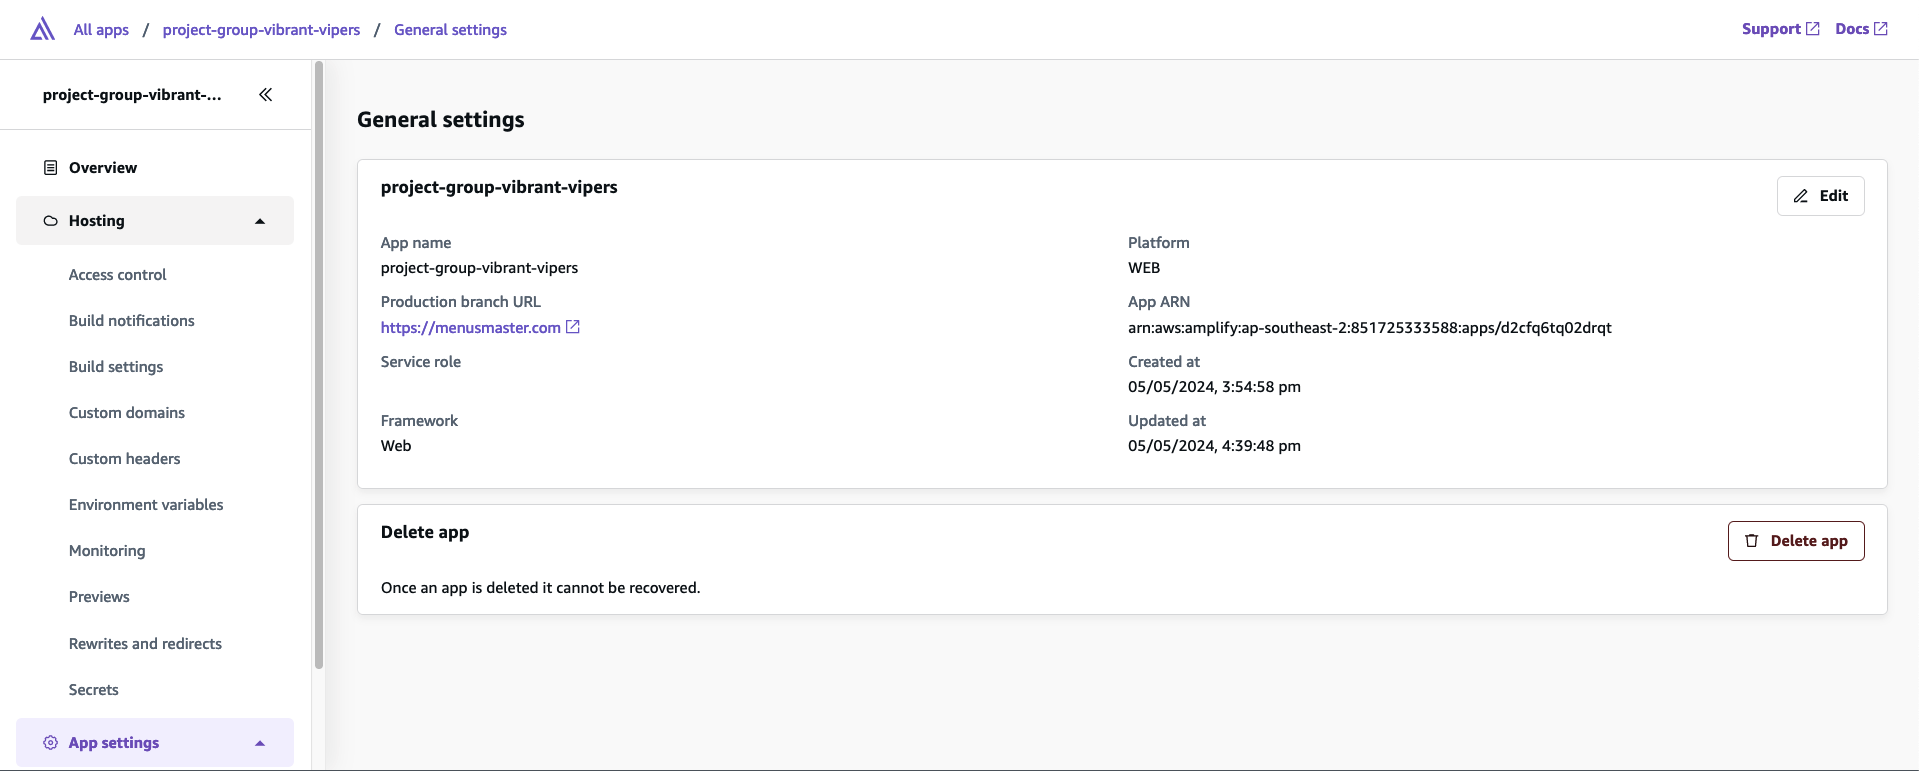 All apps / project-group-vibrant-vipers / General settings
Support Docs
project-group-vibrant-...
Overview
Hosting
Access control
Build notifications
Build settings
Custom domains
Custom headers
Environment variables
Monitoring
Previews
Rewrites and redirects
Secrets
App settings
General settings
project-group-vibrant-vipers
Edit
App name
project-group-vibrant-vipers
Platform
WEB
Production branch URL
https://menusmaster.com
App ARN
arn:aws:amplify:ap-southeast-2:851725333588:apps/d2cfq6tq02drqt
Service role
Created at
05/05/2024, 3:54:58 pm
Framework
Web
Updated at
05/05/2024, 4:39:48 pm
Delete app
Delete app
Once an app is deleted it cannot be recovered.